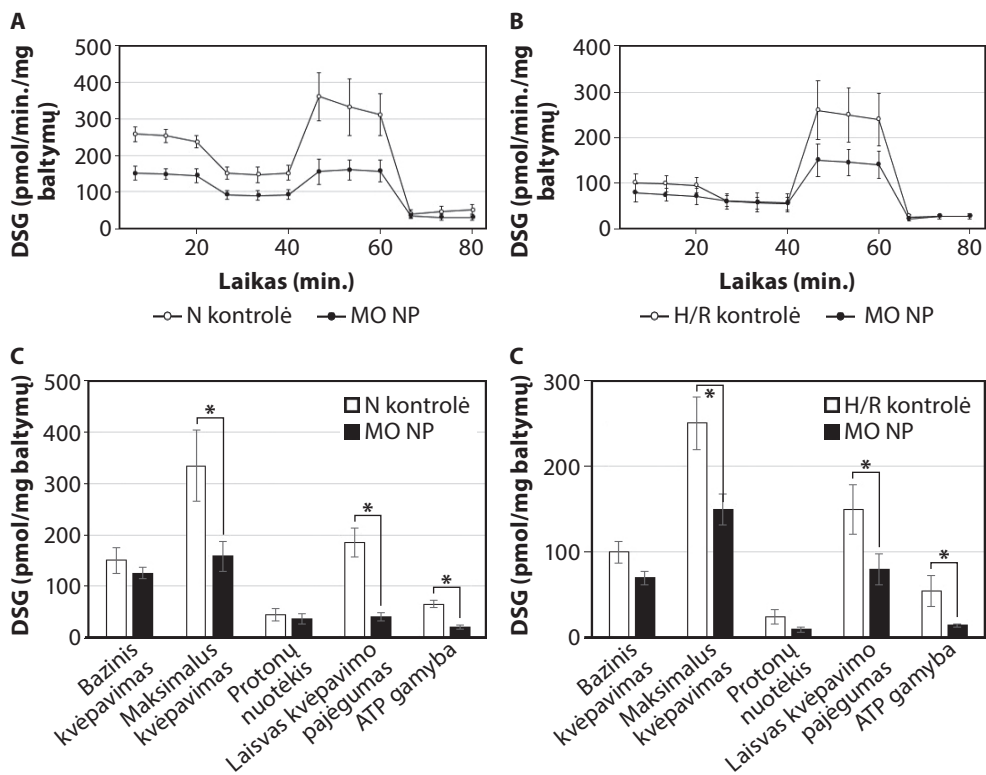 A
DSG (pmol/min./mg
baltymų)
500
400
300
200
100
0
20
40
60
80
Laikas (min.)
N kontrolė
MO NP
B
DSG (pmol/min./mg
baltymų)
400
300
200
100
0
20
40
60
80
Laikas (min.)
H/R kontrolė
MO NP
C
DSG (pmol/mg baltymų)
500
400
300
200
100
0
N kontrolė
MO NP
*
*
*
Bazinis
kvėpavimas
Maksimalus
kvėpavimas
Protonų
nuotėkis
Laisvas kvėpavimo
pajėgumas
ATP gamyba
C
DSG (pmol/mg baltymų)
300
200
100
0
H/R kontrolė
MO NP
*
*
*
Bazinis
kvėpavimas
Maksimalus
kvėpavimas
Protonų
nuotėkis
Laisvas kvėpavimo
pajėgumas
ATP gamyba